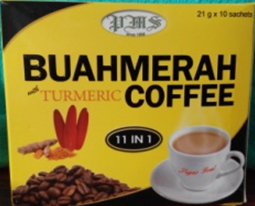 21 g x 10 sachets
PMS
BUAHMERAH
with TURMERIC COFFEE
11 IN 1